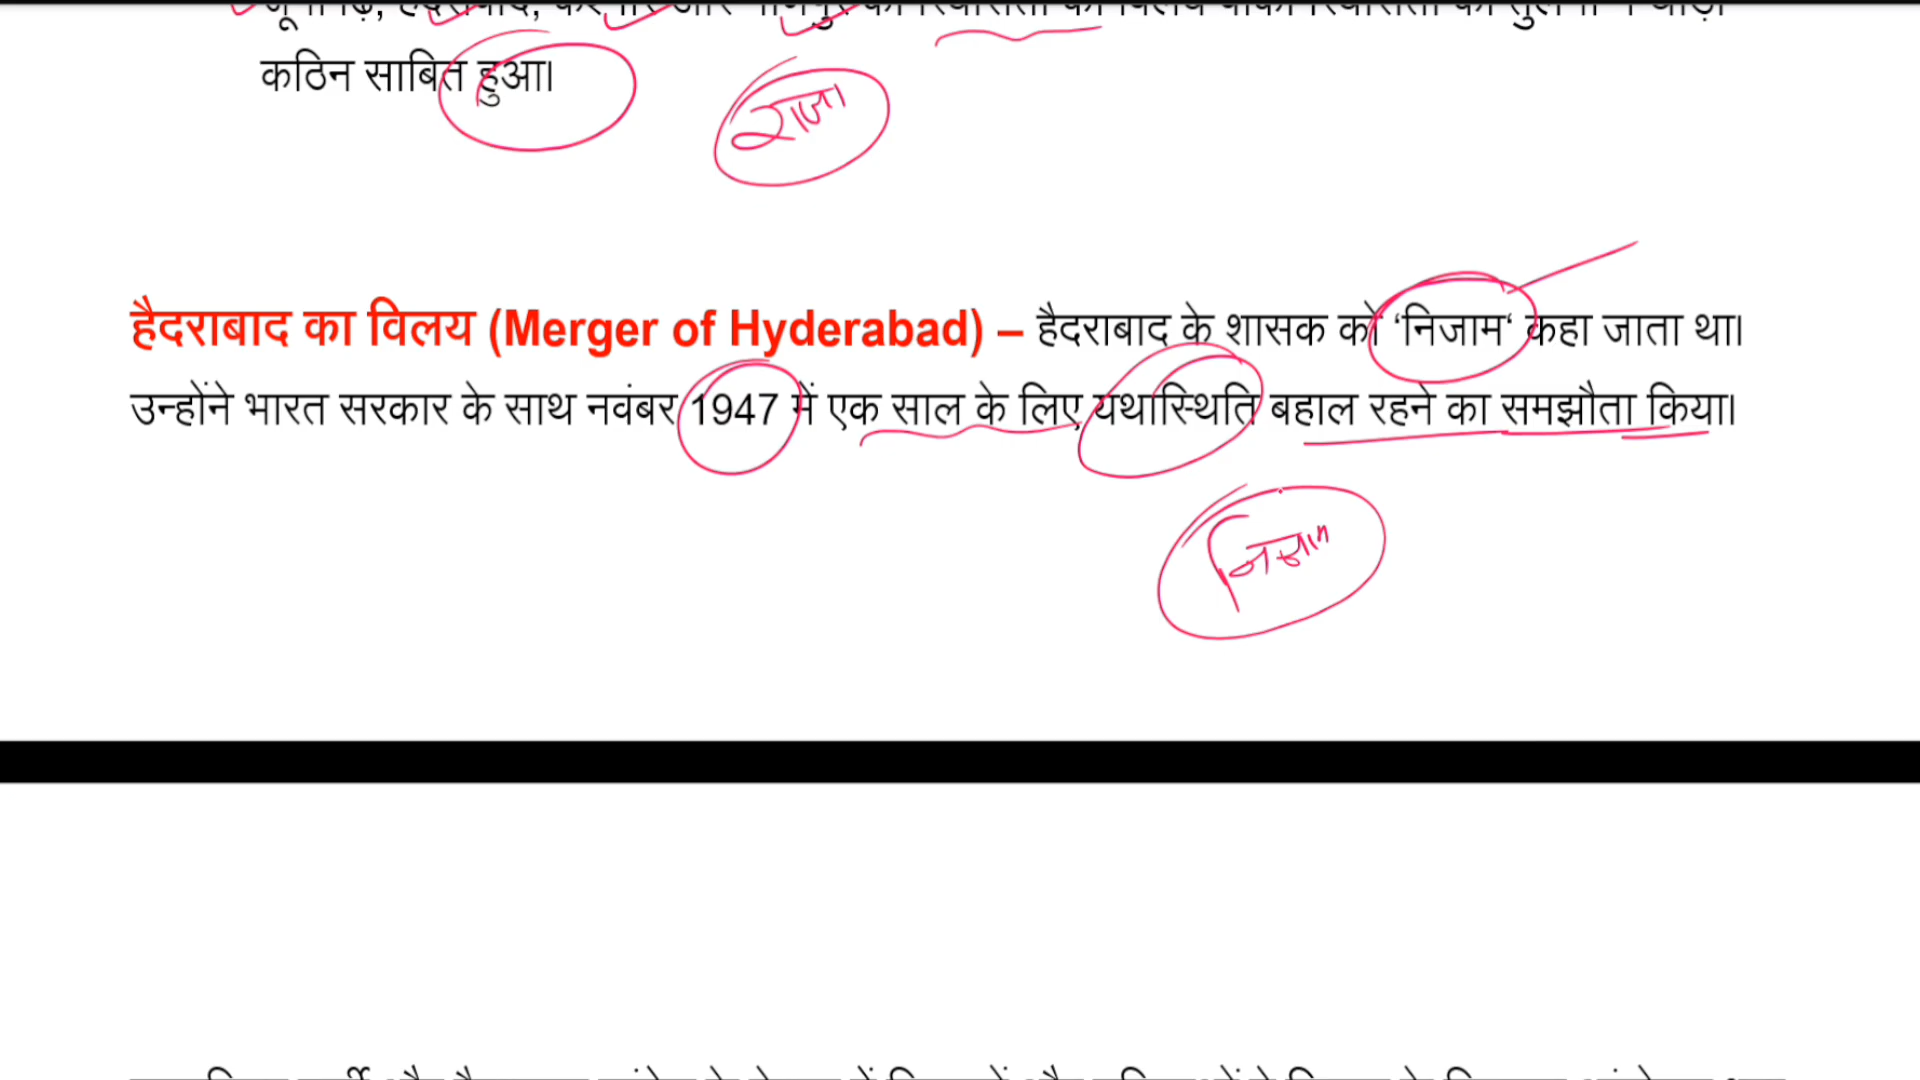 कठिन साबित हुआ।
राजा
हैदराबाद का विलय (Merger of Hyderabad) – हैदराबाद के शासक को ‘निजाम‘ कहा जाता था।
उन्होंने भारत सरकार के साथ नवंबर 1947 में एक साल के लिए यथास्थिति बहाल रहने का समझौता किया।
निजाम